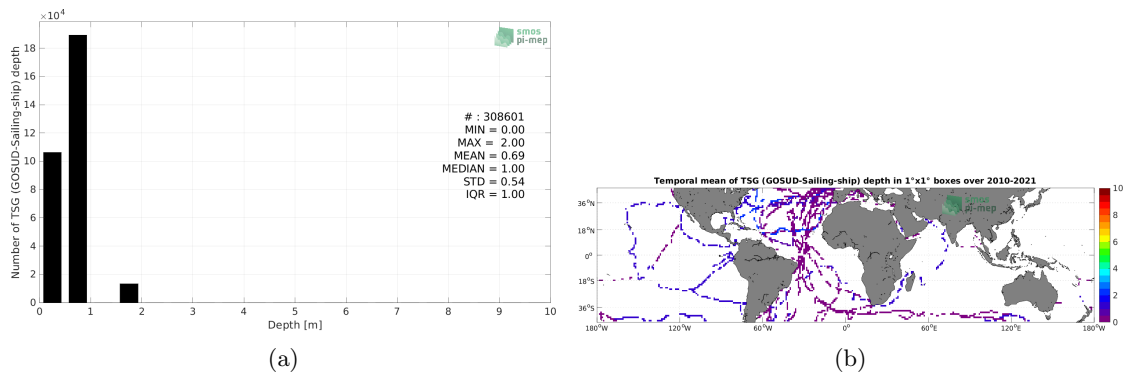 ×10⁴
18
16
14
12
10
8
6
4
2
0
Number of TSG (GOSUD-Sailing-ship) depth
0 1 2 3 4 5 6 7 8 9 10
Depth [m]
smos
pi-mep
# : 308601
MIN = 0.00
MAX = 2.00
MEAN = 0.69
MEDIAN = 1.00
STD = 0.54
IQR = 1.00
(a)
Temporal mean of TSG (GOSUD-Sailing-ship) depth in 1°x1° boxes over 2010-2021
smos
pi-mep
36°N
18°N
0°
18°S
36°S
180°W 120°W 60°W 0° 60°W 120°W 180°W
10
8
6
4
2
0
(b)